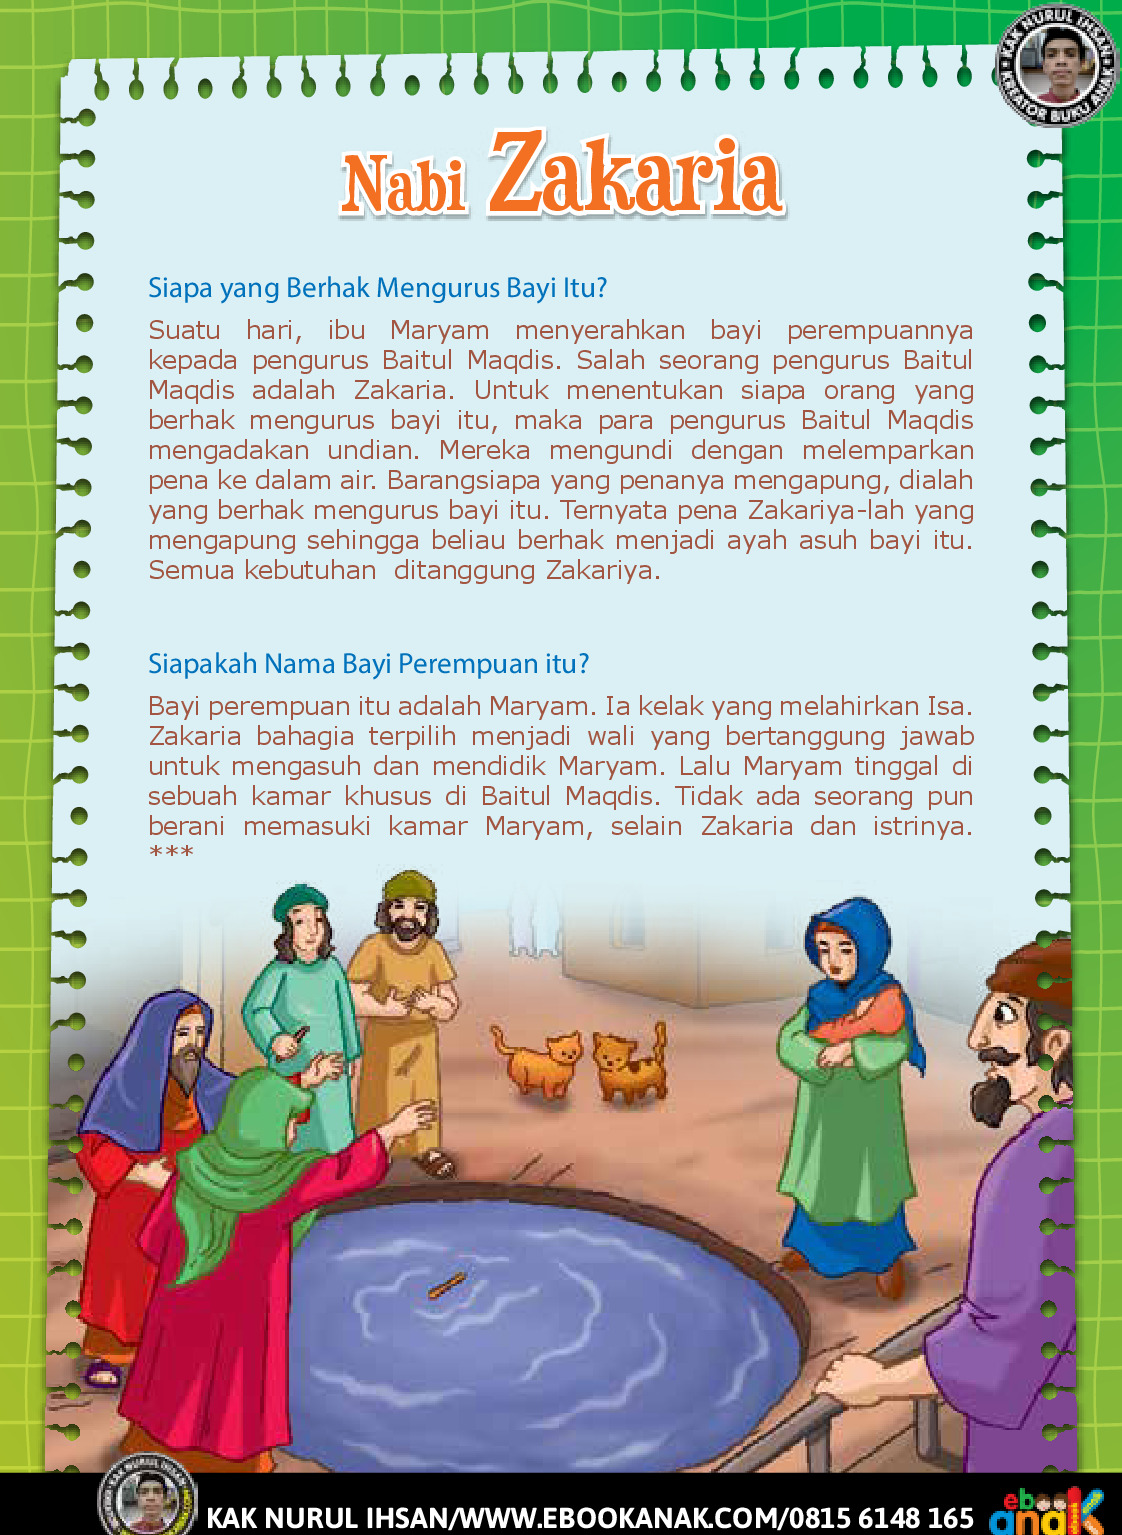 KAK NURUL IHSAN
KREATOR BUKU ANAK
Nabi Zakaria
Siapa yang Berhak Mengurus Bayi Itu?
Suatu hari, ibu Maryam menyerahkan bayi perempuannya
kepada pengurus Baitul Maqdis. Salah seorang pengurus Baitul
Maqdis adalah Zakaria. Untuk menentukan siapa orang yang
berhak mengurus bayi itu, maka para pengurus Baitul Maqdis
mengadakan undian. Mereka mengundi dengan melemparkan
pena ke dalam air. Barangsiapa yang penanya mengapung, dialah
yang berhak mengurus bayi itu. Ternyata pena Zakariya-lah yang
mengapung sehingga beliau berhak menjadi ayah asuh bayi itu.
Semua kebutuhan  ditanggung Zakariya.
Siapakah Nama Bayi Perempuan itu?
Bayi perempuan itu adalah Maryam. Ia kelak yang melahirkan Isa.
Zakaria bahagia terpilih menjadi wali yang bertanggung jawab
untuk mengasuh dan mendidik Maryam. Lalu Maryam tinggal di
sebuah kamar khusus di Baitul Maqdis. Tidak ada seorang pun
berani memasuki kamar Maryam, selain Zakaria dan istrinya.
***
KAK NURUL IHSAN
KAK NURUL IHSAN/WWW.EBOOKANAK.COM/0815 6148 165
ebook
anak